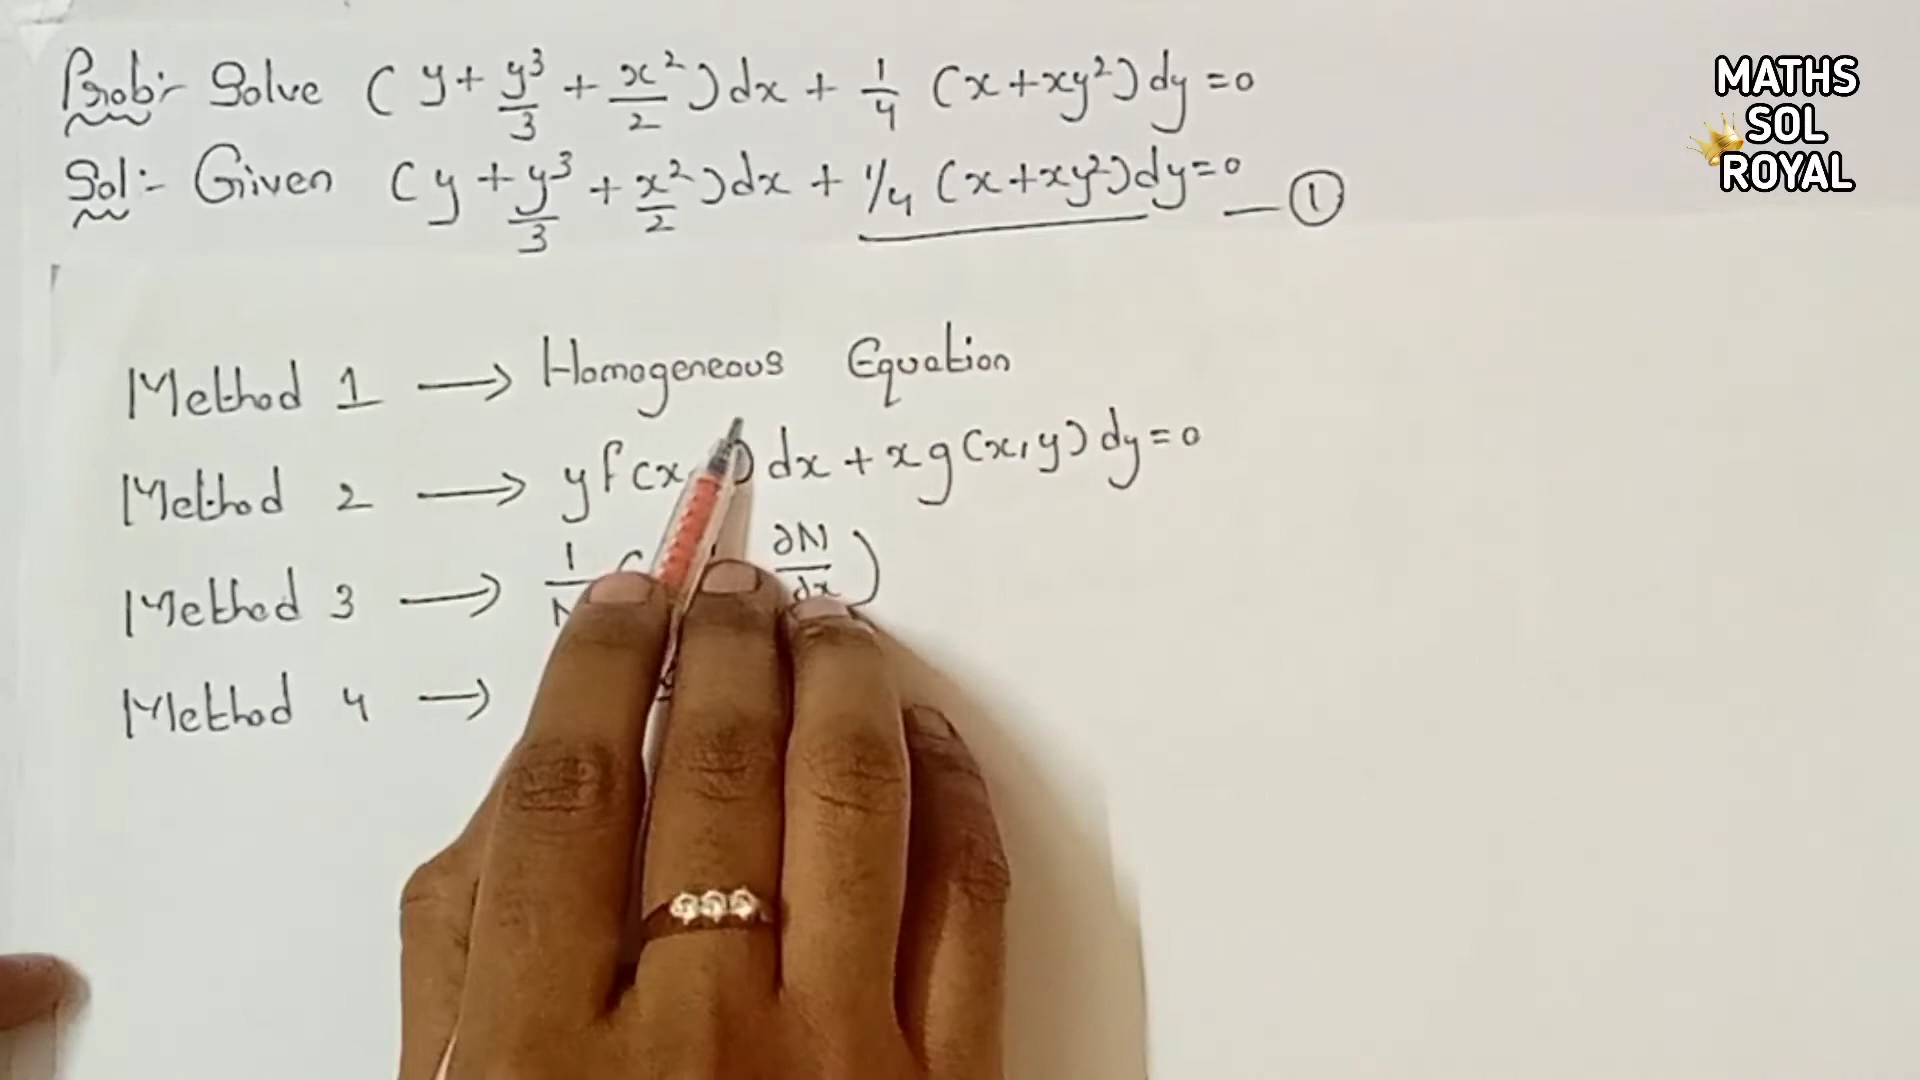 Prob:- Solve (y + y³/3 + x²/2) dx + 1/4 (x + xy²) dy = 0
Sol:- Given (y + y³/3 + x²/2) dx + 1/4 (x + xy²) dy = 0 — ①
Method 1 → Homogeneous Equation
Method 2 → y f (x ) dx + x g (x, y) dy = 0
Method 3 → 1 ( ∂N/∂x )
Method 4 →
MATHS
SOL
ROYAL